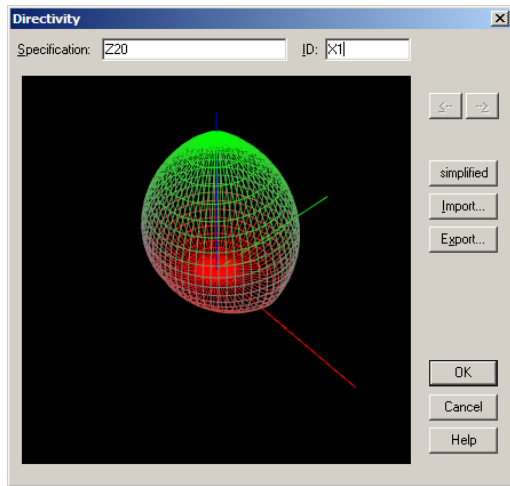 Directivity
Specification: Z20 ID: X1
<-- -->
simplified
Import...
Export...
OK
Cancel
Help